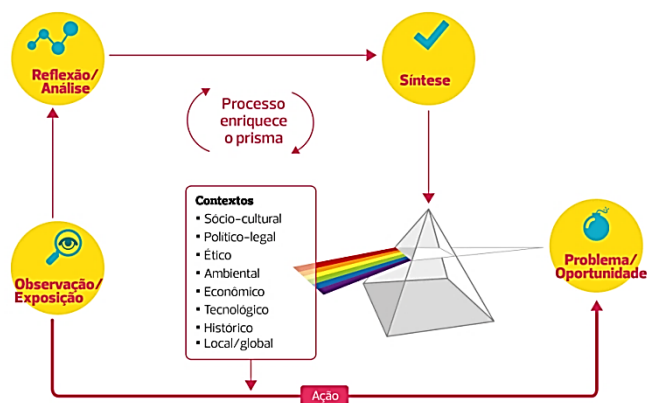 Reflexão/
Análise
Síntese
Processo
enriquece
o prisma
Contextos
▪ Sócio-cultural
▪ Político-legal
▪ Ético
▪ Ambiental
▪ Econômico
▪ Tecnológico
▪ Histórico
▪ Local/global
Observação/
Exposição
Problema/
Oportunidade
Ação